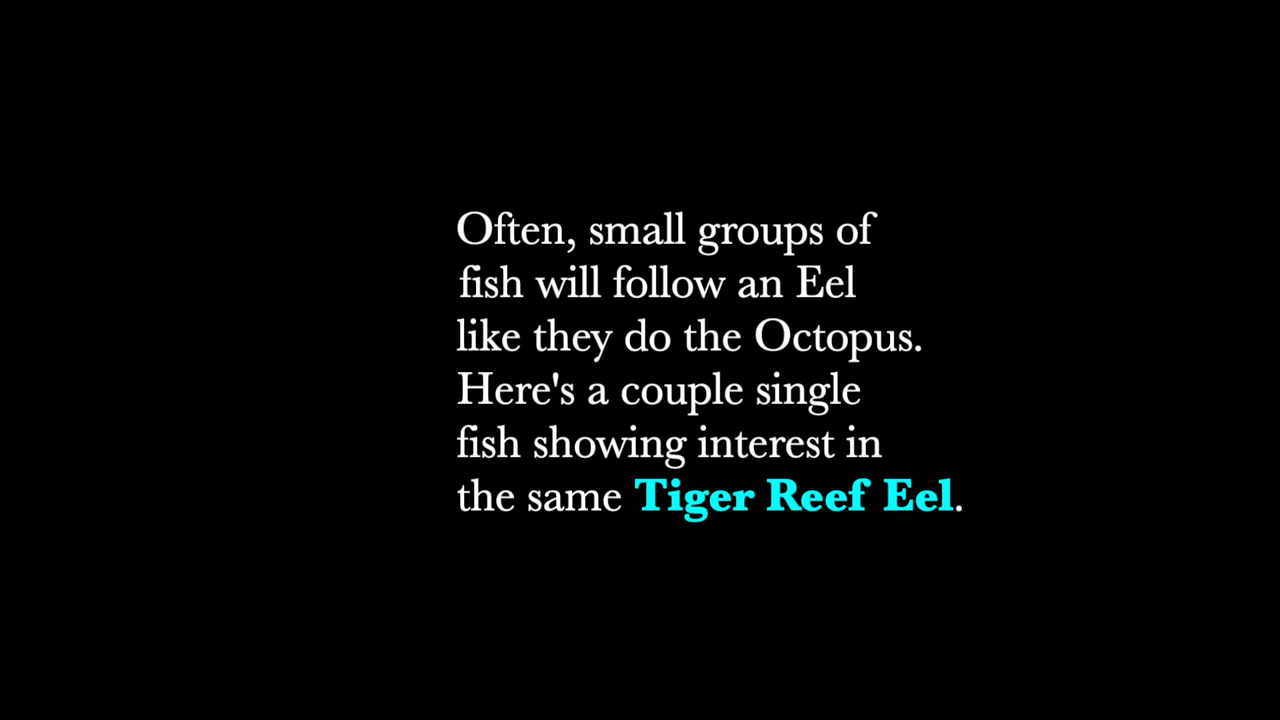 Often, small groups of
fish will follow an Eel
like they do the Octopus.
Here's a couple single
fish showing interest in
the same Tiger Reef Eel.